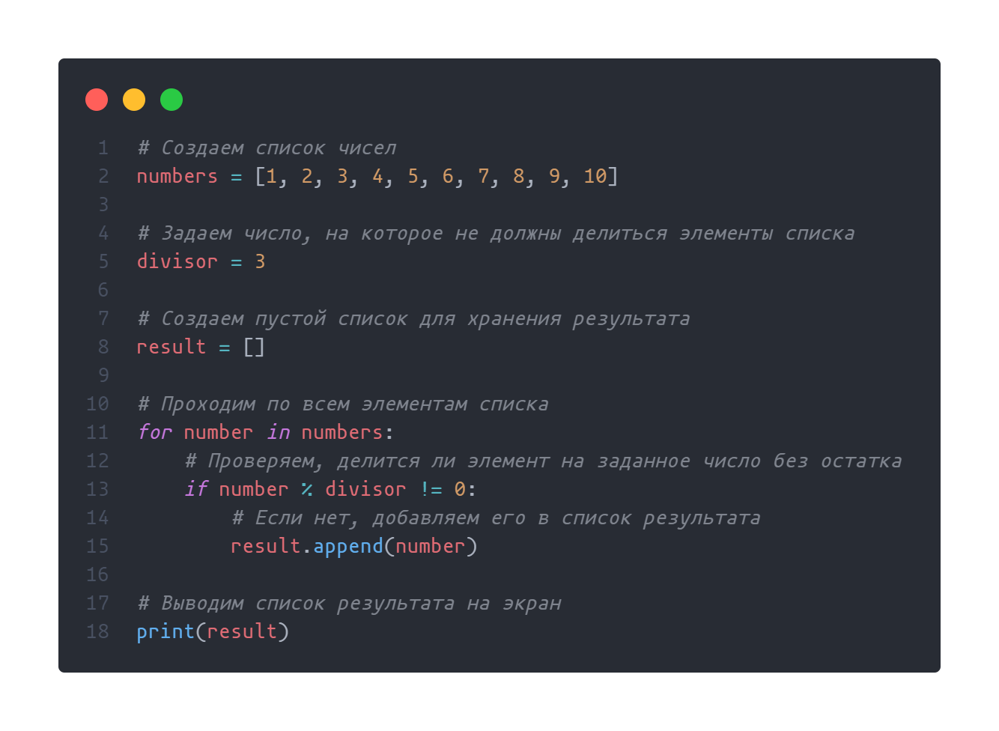 1 # Создаем список чисел
2 numbers = [1, 2, 3, 4, 5, 6, 7, 8, 9, 10]
3
4 # Задаем число, на которое не должны делиться элементы списка
5 divisor = 3
6
7 # Создаем пустой список для хранения результата
8 result = []
9
10 # Проходим по всем элементам списка
11 for number in numbers:
12     # Проверяем, делится ли элемент на заданное число без остатка
13     if number % divisor != 0:
14         # Если нет, добавляем его в список результата
15         result.append(number)
16
17 # Выводим список результата на экран
18 print(result)